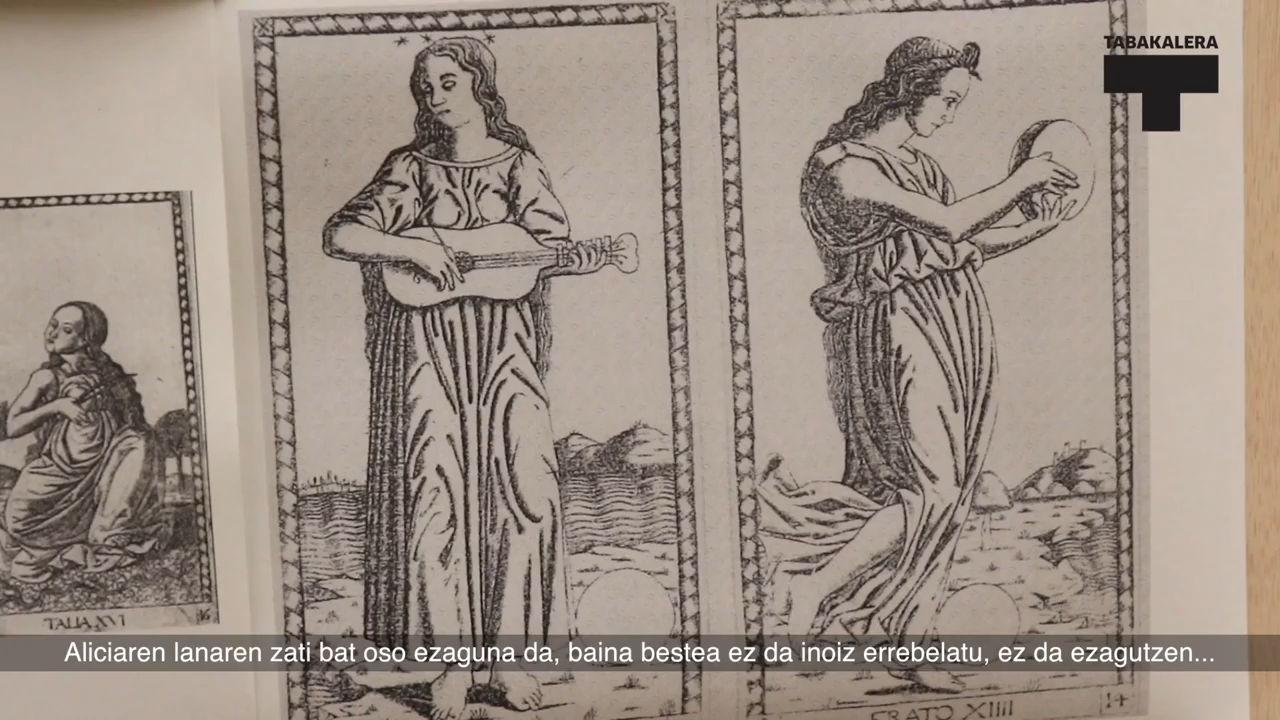 TABAKALERA
TALIA XVI
16
ERATO XIIII
14
Aliciaren lanaren zati bat oso ezaguna da, baina bestea ez da inoiz errebelatu, ez da ezagutzen...